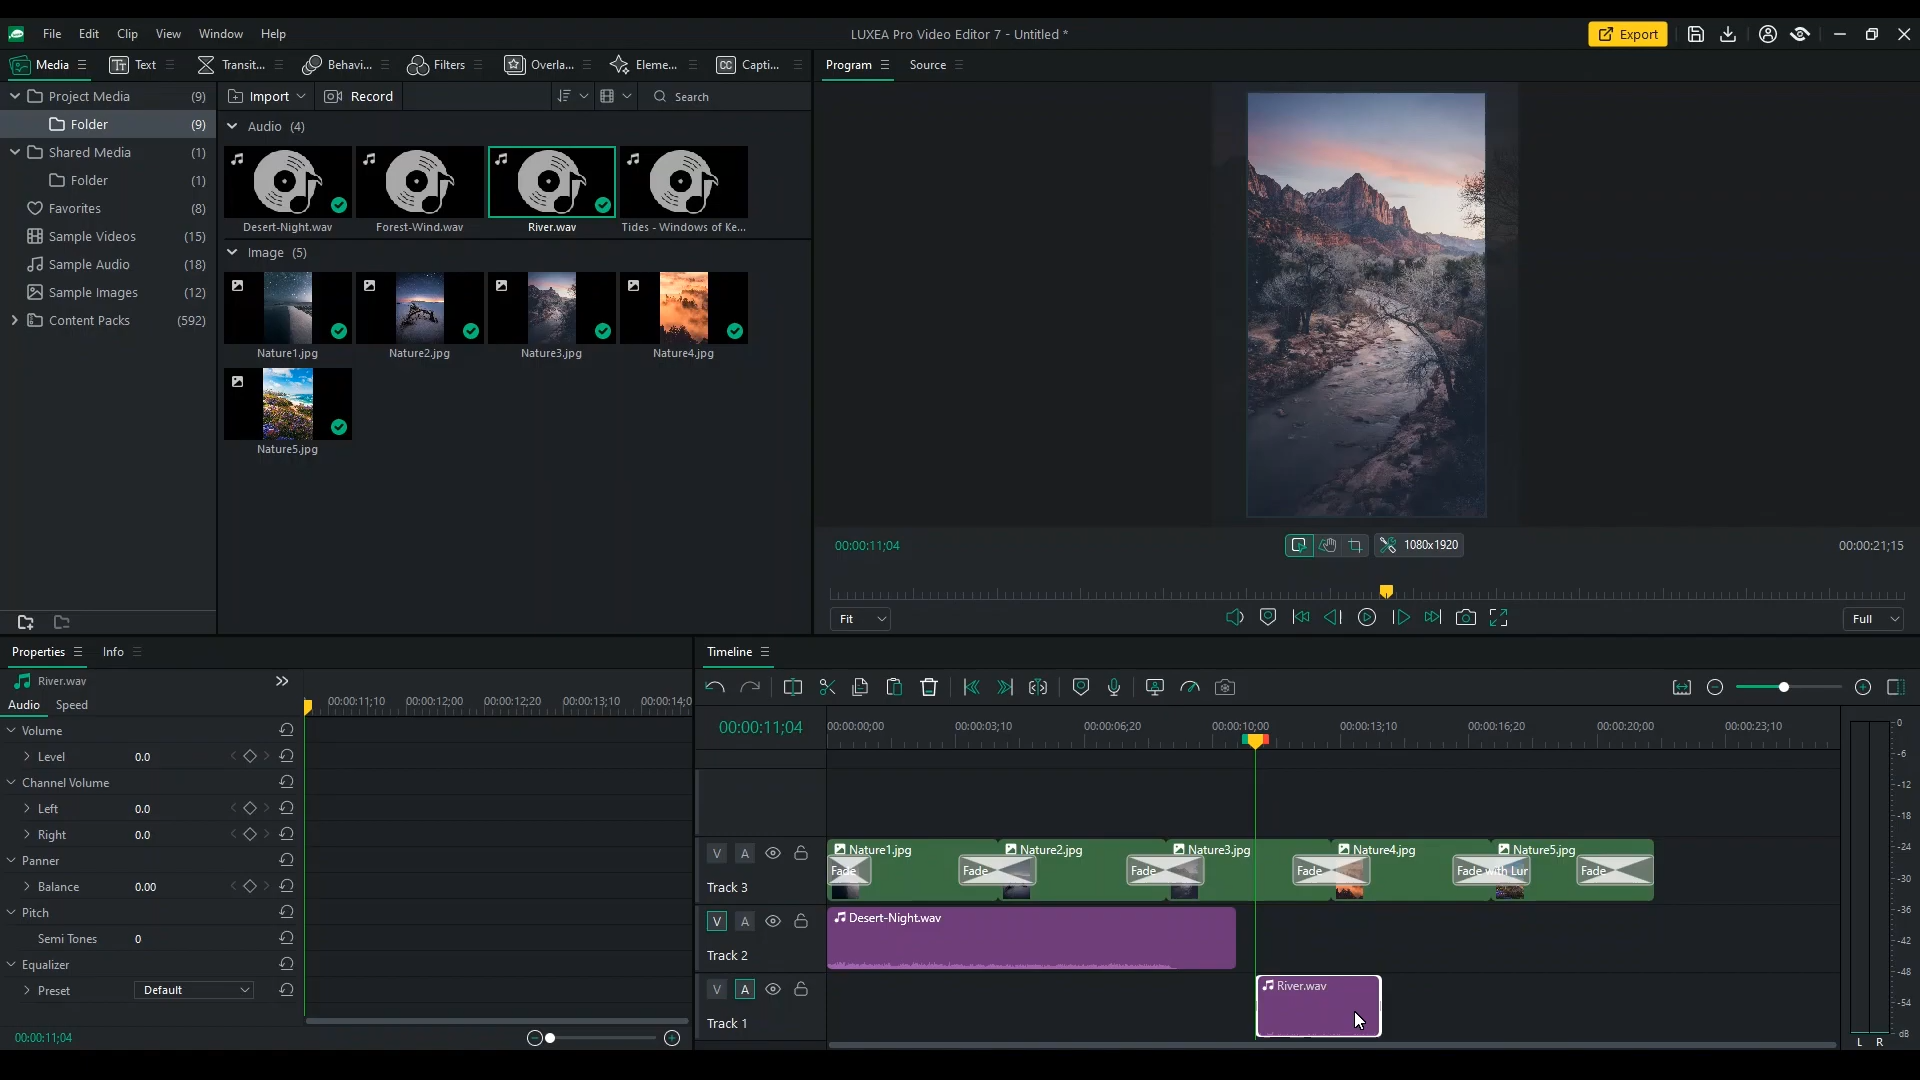 File Edit Clip View Window Help
LUXEA Pro Video Editor 7 - Untitled *
Export
Media Text Transit... Behavi... Filters Overla... Eleme... CC Capti...
Program Source
Project Media (9)
Folder (9)
Shared Media (1)
Folder (1)
Favorites (8)
Sample Videos (15)
Sample Audio (18)
Sample Images (12)
Content Packs (592)
Import Record Search
Audio (4)
Desert-Night.wav Forest-Wind.wav River.wav Tides - Windows of Ke...
Image (5)
Nature1.jpg Nature2.jpg Nature3.jpg Nature4.jpg
Nature5.jpg
00:00:11;04 1080x1920 00:00:21;15
Fit Full
Properties Info
River.wav
Audio Speed
00:00:11;10 00:00:12;00 00:00:12;20 00:00:13;10 00:00:14;0
Volume
Level 0.0
Channel Volume
Left 0.0
Right 0.0
Panner
Balance 0.00
Pitch
Semi Tones 0
Equalizer
Preset Default
00:00:11;04
Timeline
00:00:11;04
00:00:00;00 00:00:03;10 00:00:06;20 00:00:10;00 00:00:13;10 00:00:16;20 00:00:20;00 00:00:23;10
V A
Track 3
Nature1.jpg Nature2.jpg Nature3.jpg Nature4.jpg Nature5.jpg
Fade Fade Fade Fade Fade with Lur Fade
V A
Track 2
Desert-Night.wav
V A
Track 1
River.wav
0
-6
-12
-18
-24
-30
-36
-42
-48
-54
dB
L R